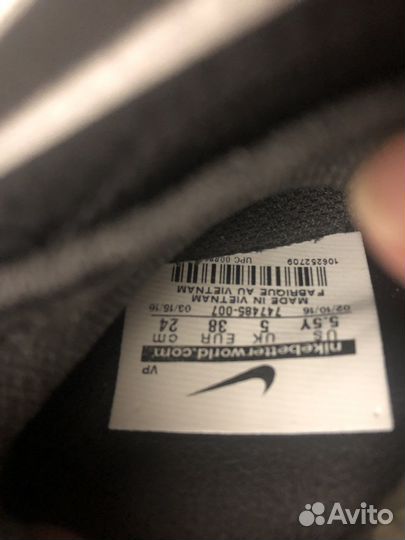 VP
nikebetterworld.com
US UK EUR cm
5.5Y 5 38 24
02/10/16 747485-007 03/15/16
MADE IN VIETNAM
FABRIQUE AU VIETNAM
UPC
106252709
Avito